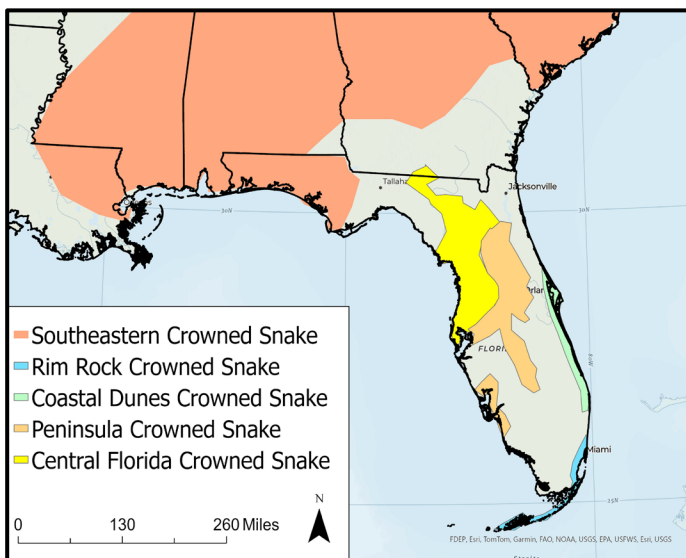 Tallaha
Jacksonville
30N
30N
Orlan
FLORI
80W
Miami
25N
Southeastern Crowned Snake
Rim Rock Crowned Snake
Coastal Dunes Crowned Snake
Peninsula Crowned Snake
Central Florida Crowned Snake
N
0 130 260 Miles
FDEP, Esri, TomTom, Garmin, FAO, NOAA, USGS, EPA, USFWS, Esri, USGS